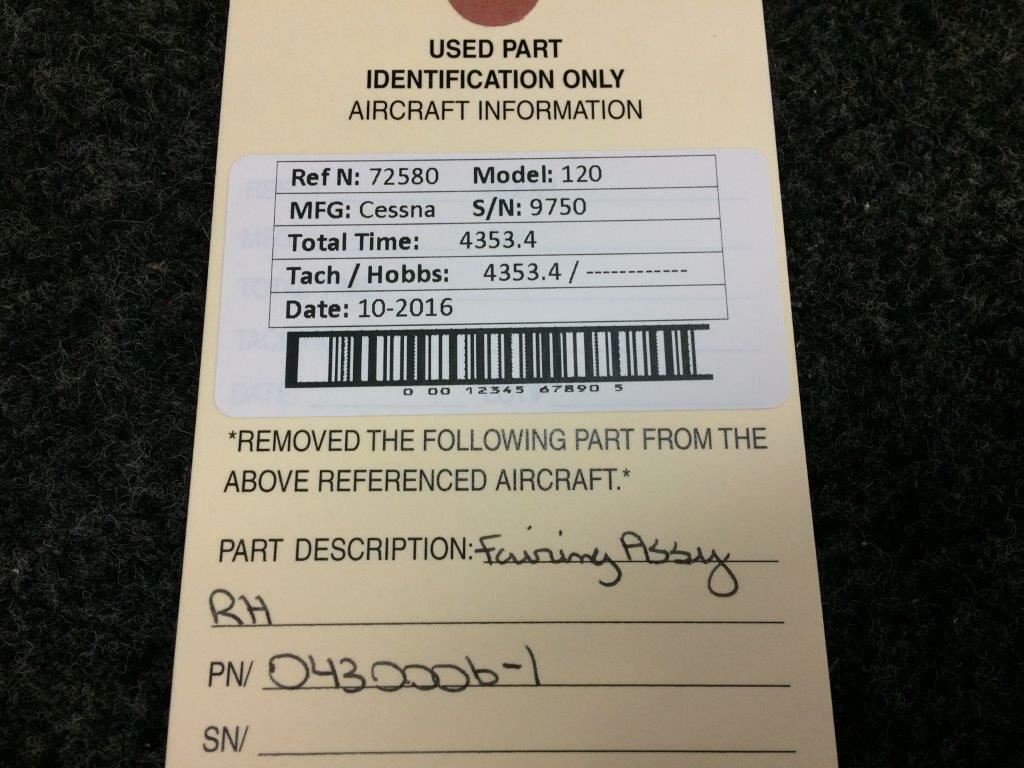 USED PART
IDENTIFICATION ONLY
AIRCRAFT INFORMATION
Ref N: 72580 Model: 120
MFG: Cessna S/N: 9750
Total Time: 4353.4
Tach / Hobbs: 4353.4 / ------------
Date: 10-2016
0 00 12345 67890 5
*REMOVED THE FOLLOWING PART FROM THE
ABOVE REFERENCED AIRCRAFT.*
PART DESCRIPTION: Fairing Assy
RH
PN/ 0430006-1
SN/